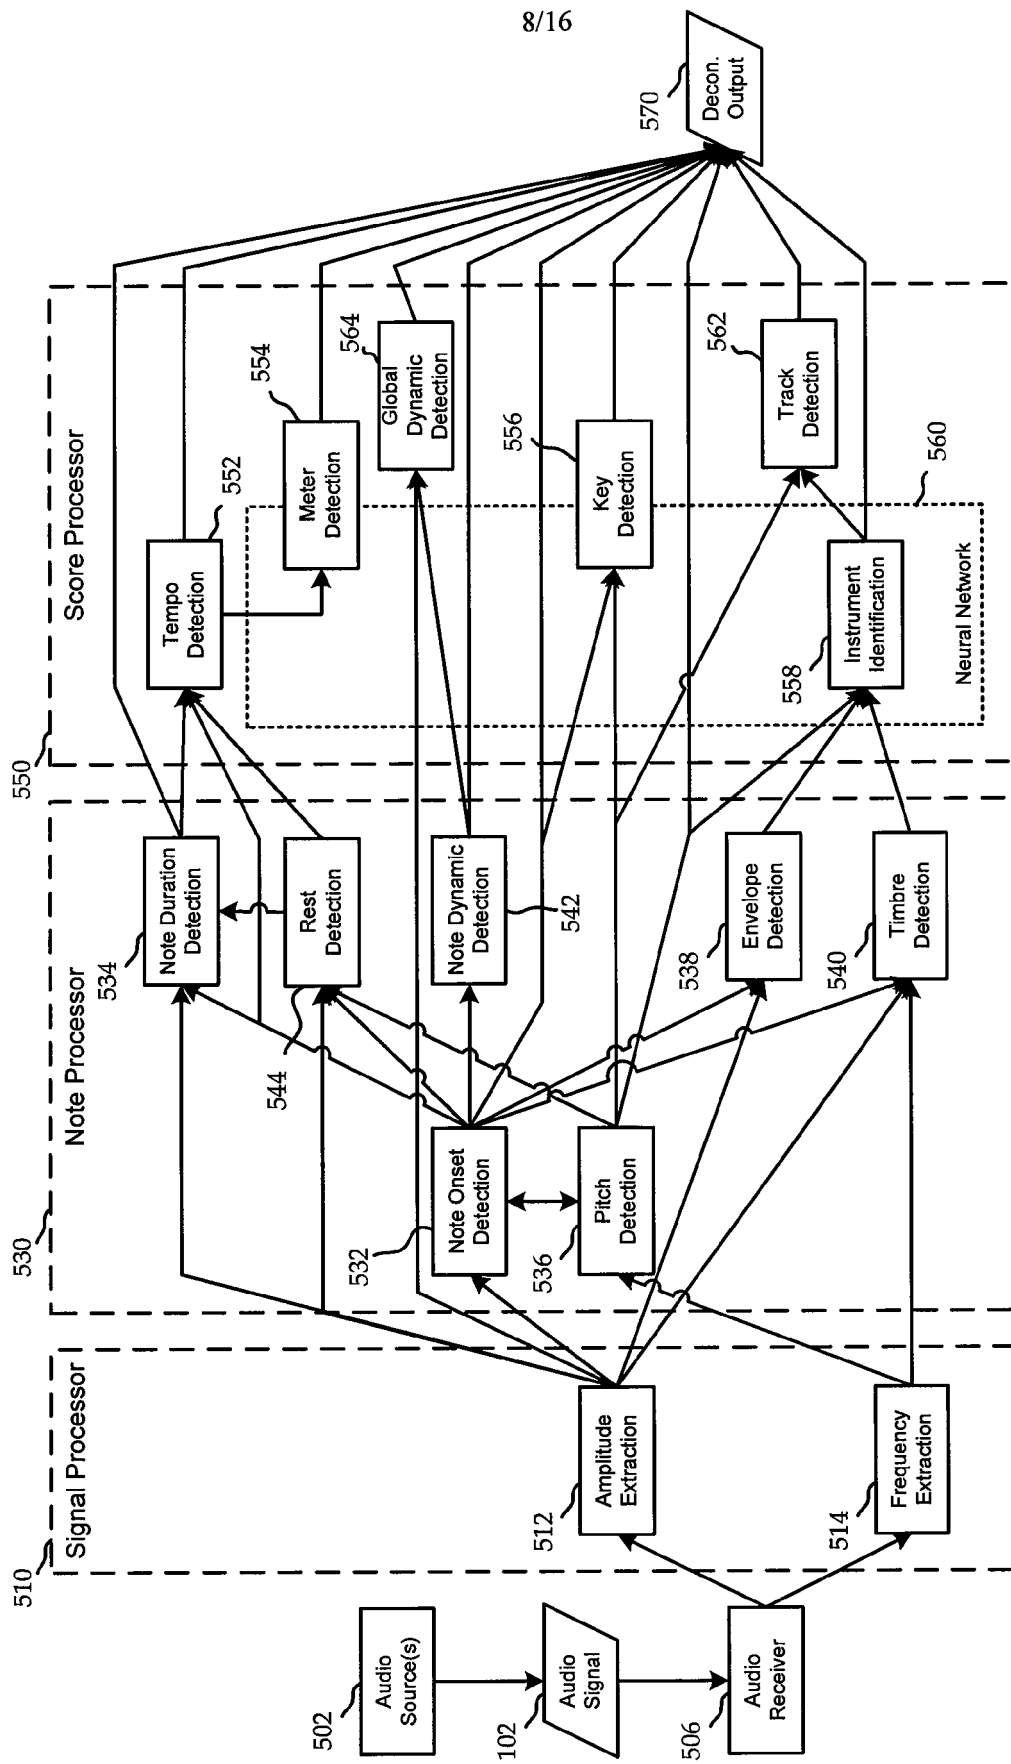 8/16
510
Signal Processor
530
Note Processor
550
Score Processor
502
Audio
Source(s)
102
Audio
Signal
506
Audio
Receiver
512
Amplitude
Extraction
514
Frequency
Extraction
534
Note Duration
Detection
544
Rest
Detection
532
Note Onset
Detection
542
Note Dynamic
Detection
536
Pitch
Detection
538
Envelope
Detection
540
Timbre
Detection
552
Tempo
Detection
554
Meter
Detection
564
Global
Dynamic
Detection
556
Key
Detection
562
Track
Detection
558
Instrument
Identification
560
Neural Network
570
Decon.
Output